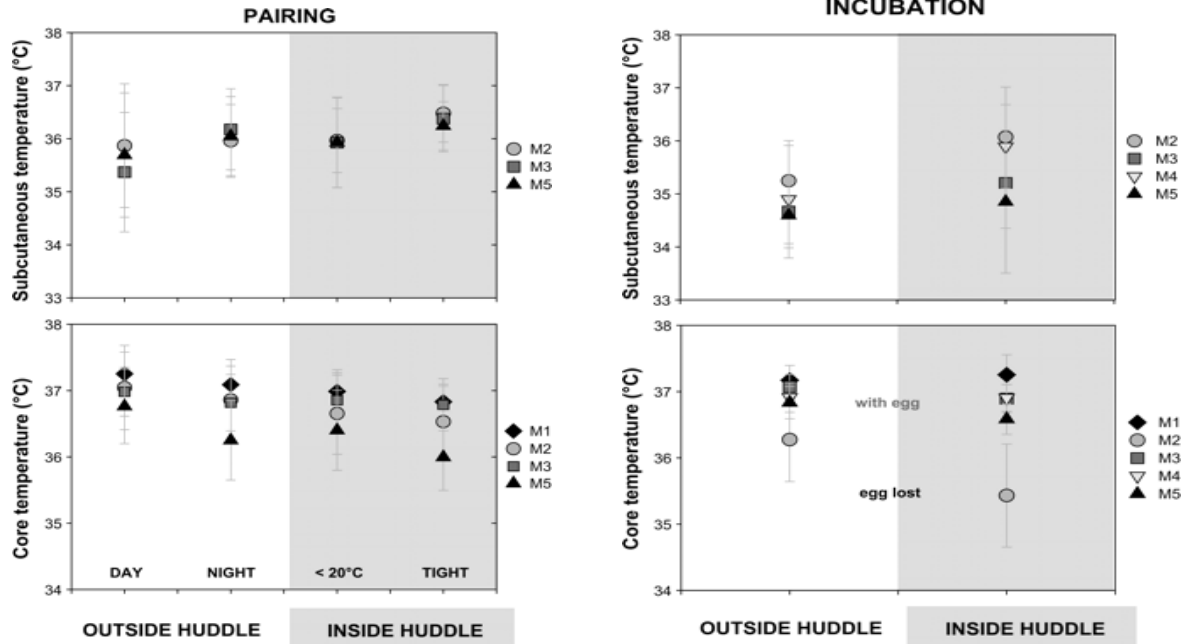 PAIRING
Subcutaneous temperature (°C)
38
37
36
35
34
33
M2
M3
M5
Core temperature (°C)
38
37
36
35
34
M1
M2
M3
M5
DAY NIGHT < 20°C TIGHT
OUTSIDE HUDDLE INSIDE HUDDLE
INCUBATION
Subcutaneous temperature (°C)
38
37
36
35
34
33
M2
M3
M4
M5
Core temperature (°C)
38
37
36
35
34
with egg
egg lost
M1
M2
M3
M4
M5
OUTSIDE HUDDLE INSIDE HUDDLE